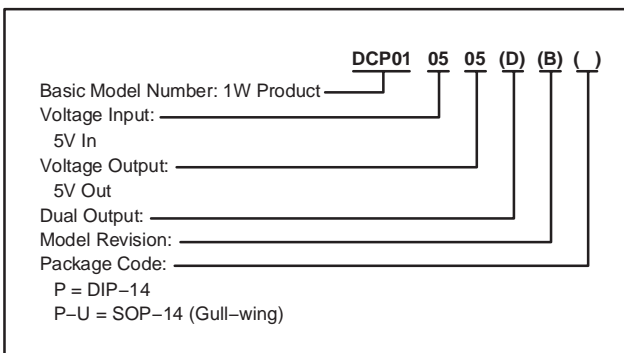 DCP01 05 05 (D) (B) ( )
Basic Model Number: 1W Product
Voltage Input:
5V In
Voltage Output:
5V Out
Dual Output:
Model Revision:
Package Code:
P = DIP−14
P−U = SOP−14 (Gull−wing)